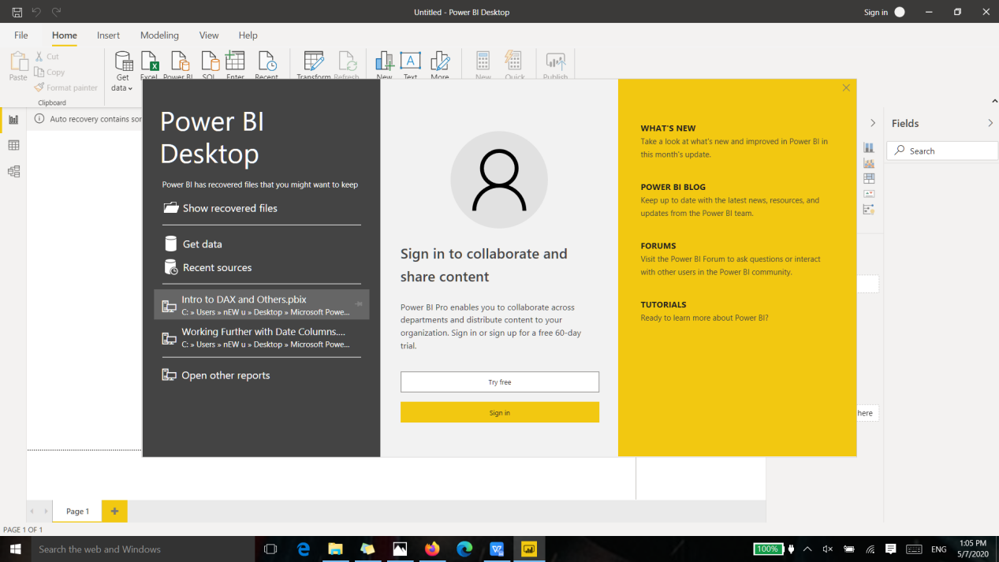 Untitled - Power BI Desktop
Sign in
File
Home
Insert
Modeling
View
Help
Paste
Cut
Copy
Format painter
Clipboard
Get
data
Excel
Power BI
SQL
Enter
Recent
Transform
Refresh
New
Text
More
New
Quick
Publish
Auto recovery contains
Power BI
Desktop
Power BI has recovered files that you might want to keep
Show recovered files
Get data
Recent sources
Intro to DAX and Others.pbix
C: » Users » nEW u » Desktop » Microsoft Powe...
Working Further with Date Columns....
C: » Users » nEW u » Desktop » Microsoft Powe...
Open other reports
Sign in to collaborate and
share content
Power BI Pro enables you to collaborate across
departments and distribute content to your
organization. Sign in or sign up for a free 60-day
trial.
Try free
Sign in
WHAT'S NEW
Take a look at what's new and improved in Power BI in
this month's update.
POWER BI BLOG
Keep up to date with the latest news, resources, and
updates from the Power BI team.
FORUMS
Visit the Power BI Forum to ask questions or interact
with other users in the Power BI community.
TUTORIALS
Ready to learn more about Power BI?
Fields
Search
here
Page 1
PAGE 1 OF 1
Search the web and Windows
100%
ENG
1:05 PM
5/7/2020